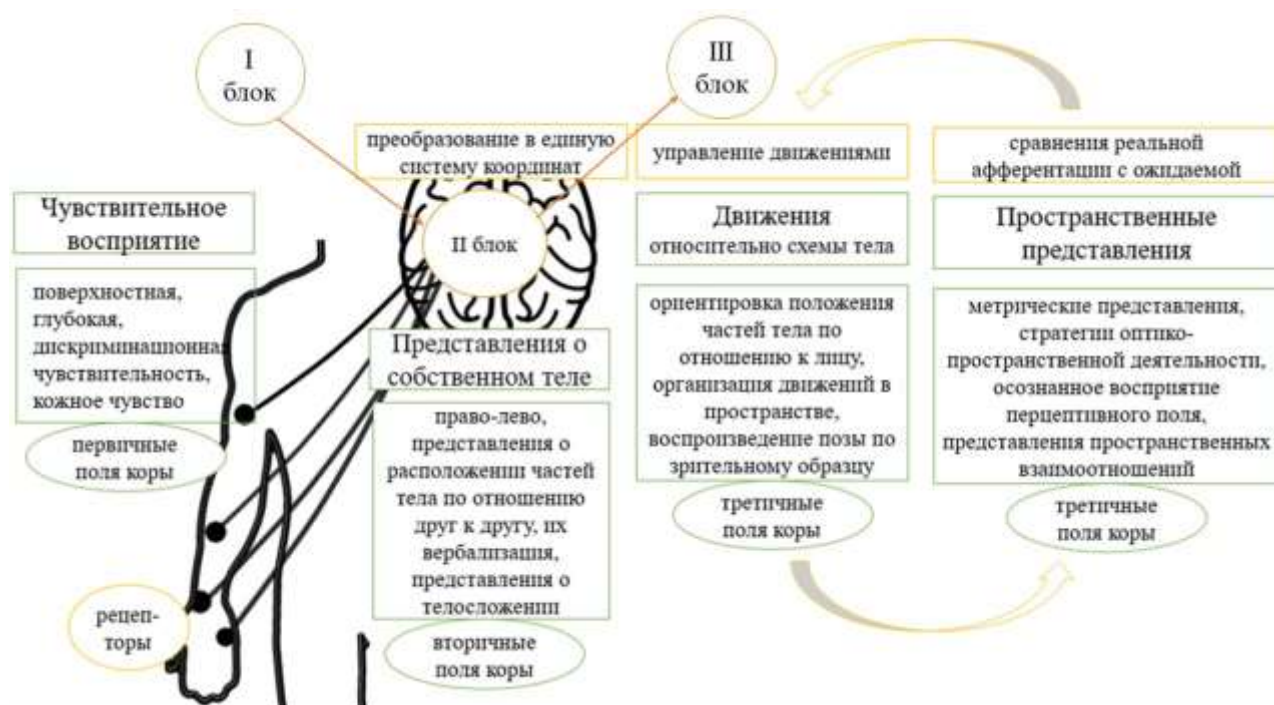 I
блок
III
блок
преобразование в единую
систему координат
управление движениями
сравнения реальной
афферентации с ожидаемой
Чувствительное
восприятие
II блок
Движения
относительно схемы тела
Пространственные
представления
поверхностная,
глубокая,
дискриминационная
чувствительность,
кожное чувство
первичные
поля коры
рецеп-
торы
Представления о
собственном теле
право-лево,
представления о
расположении частей
тела по отношению
друг к другу, их
вербализация,
представления о
телосложении
вторичные
поля коры
ориентировка положения
частей тела по
отношению к лицу,
организация движений в
пространстве,
воспроизведение позы по
зрительному образцу
третичные
поля коры
метрические представления,
стратегии оптико-
пространственной деятельности,
осознанное восприятие
перцептивного поля,
представления пространственных
взаимоотношений
третичные
поля коры